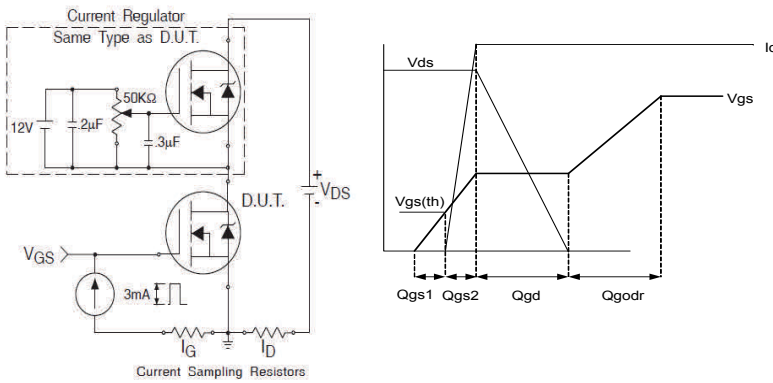 Current Regulator
Same Type as D.U.T.
50KΩ
12V
.2μF
.3μF
D.U.T.
+
VDS
-
VGS
3mA
IG
ID
Current Sampling Resistors
Id
Vds
Vgs
Vgs(th)
Qgs1
Qgs2
Qgd
Qgodr